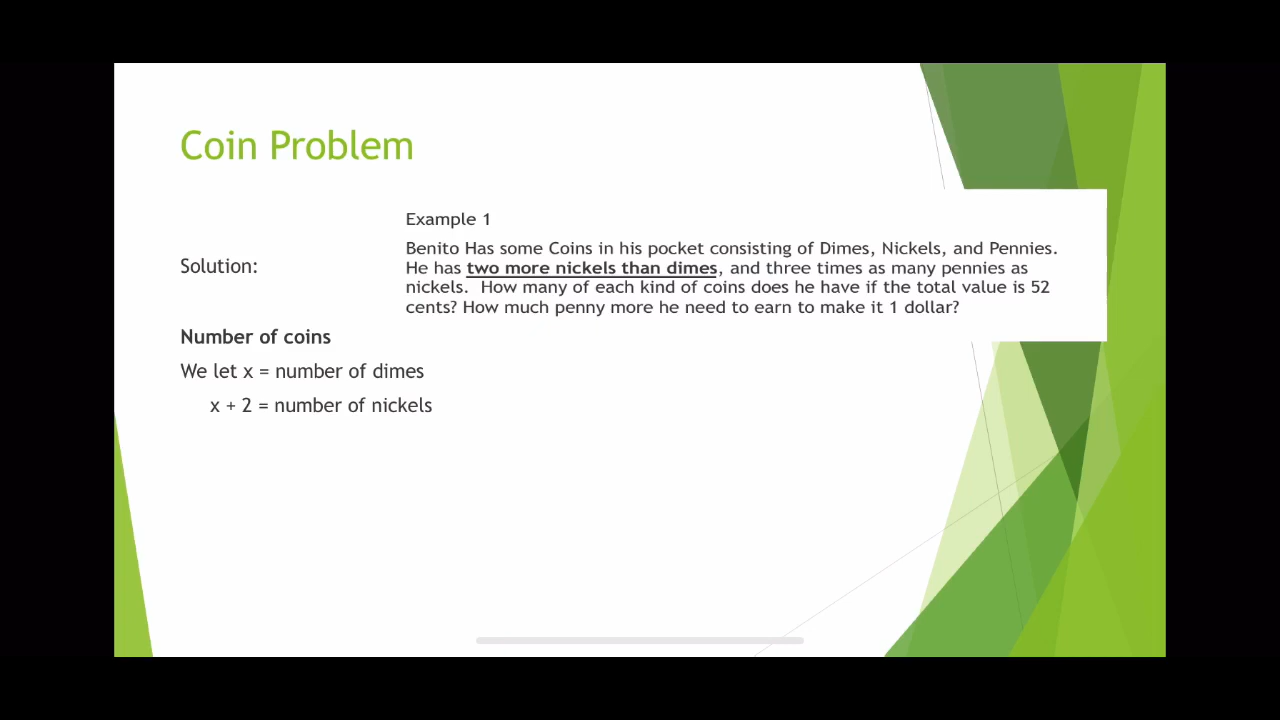 Coin Problem
Example 1
Benito Has some Coins in his pocket consisting of Dimes, Nickels, and Pennies.
He has two more nickels than dimes, and three times as many pennies as
nickels. How many of each kind of coins does he have if the total value is 52
cents? How much penny more he need to earn to make it 1 dollar?
Solution:
Number of coins
We let x = number of dimes
x + 2 = number of nickels